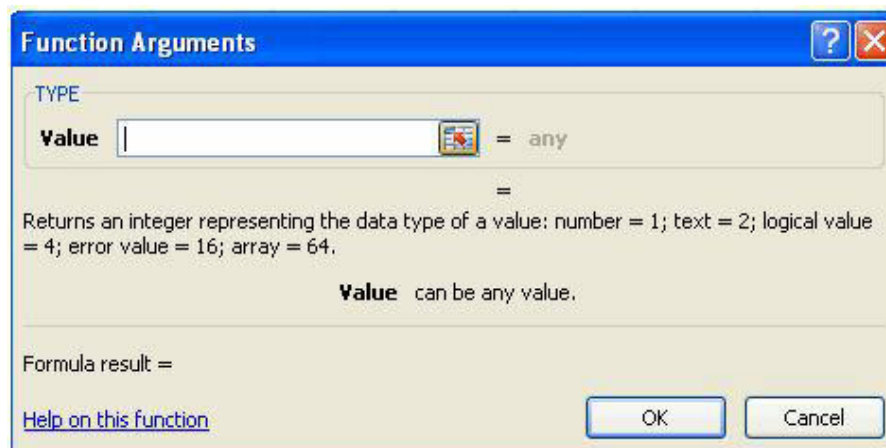 Function Arguments
?
TYPE
Value = any
=
Returns an integer representing the data type of a value: number = 1; text = 2; logical value
= 4; error value = 16; array = 64.
Value can be any value.
Formula result =
Help on this function
OK
Cancel